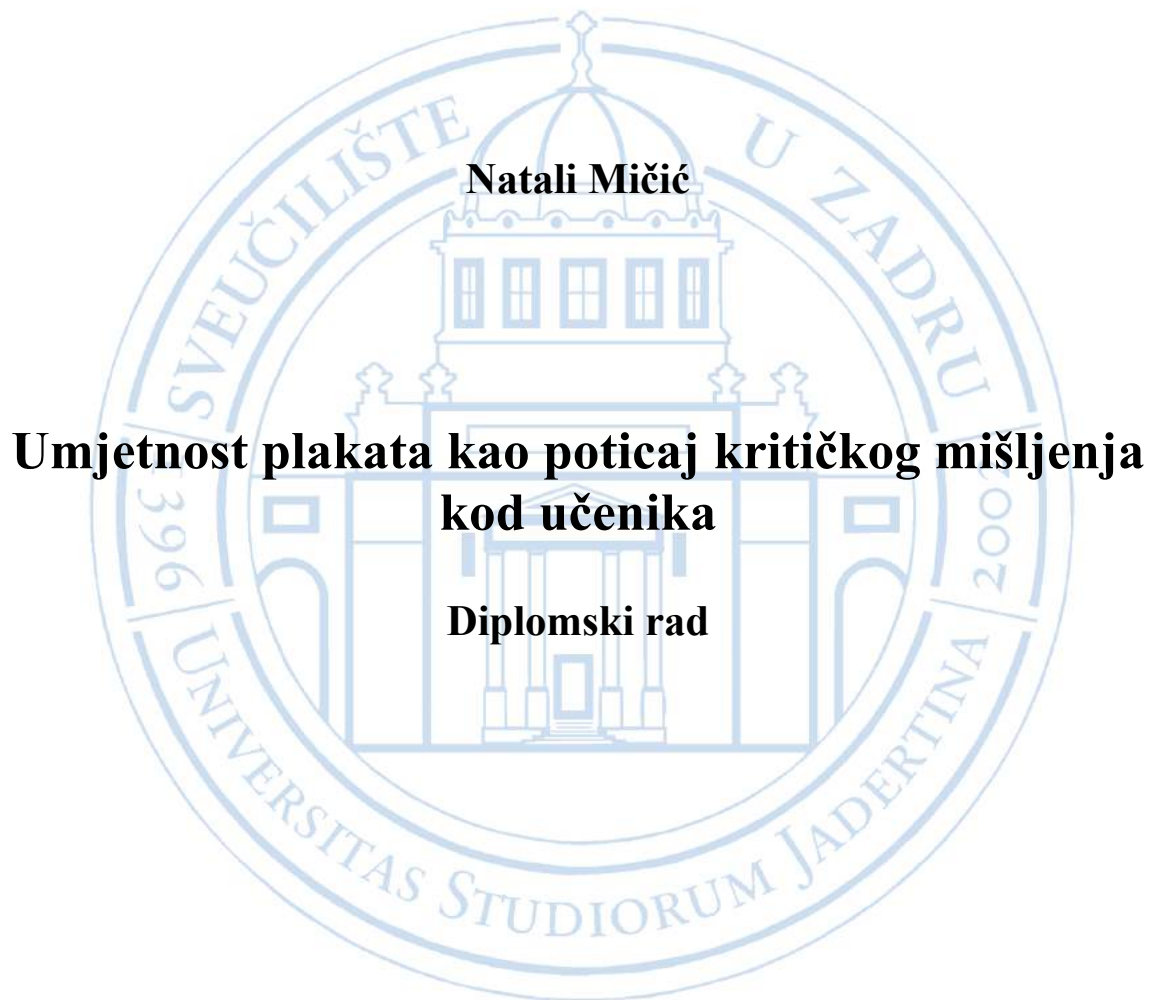 Natali Mičić
Umjetnost plakata kao poticaj kritičkog mišljenja
kod učenika
Diplomski rad
SVEUČILIŠTE U ZADRU
1396
2002
UNIVERSITAS STUDIORUM JADERTINA